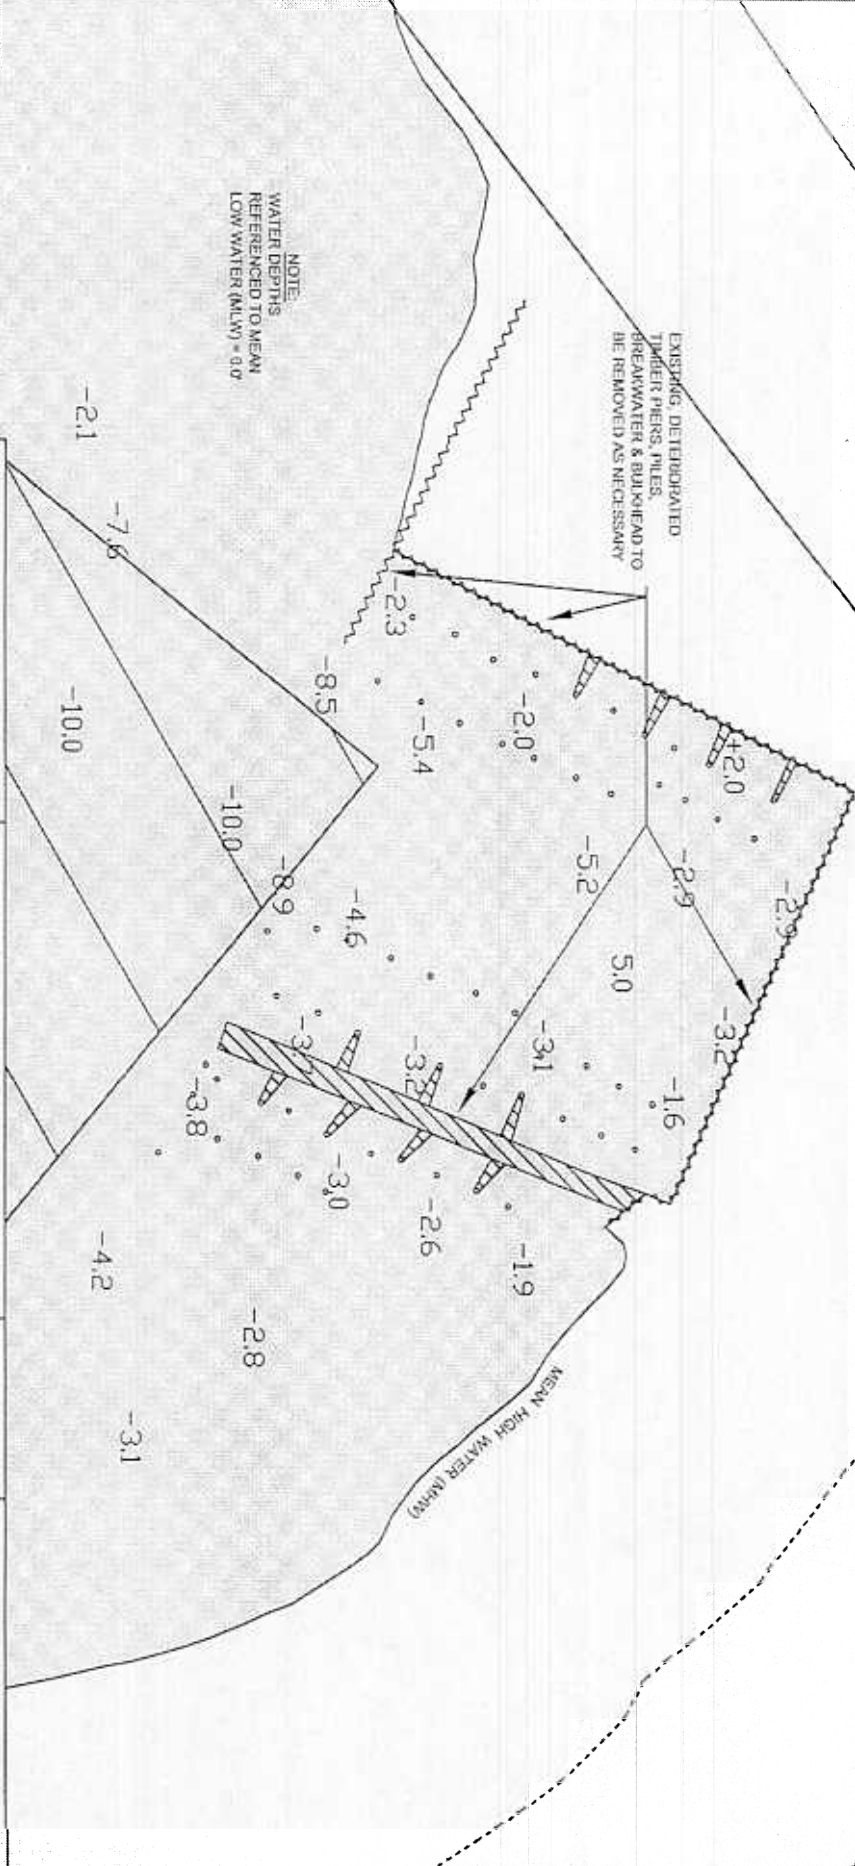 EXISTING, DETERIORATED
TIMBER PIERS, PILES,
BREAKWATER & BULKHEAD TO
BE REMOVED AS NECESSARY
NOTE:
WATER DEPTHS
REFERENCED TO MEAN
LOW WATER (MLW) = 0.0'
-2.1
-7.6
-10.0
-10.0
-8.5
-8.9
-2.3
-5.4
-2.0
+2.0
-2.9
-2.9
-5.2
5.0
-4.6
-3.2
-3.1
-1.6
-3.2
-3.8
-3.0
-2.6
-1.9
-4.2
-2.8
-3.1
MEAN HIGH WATER (MHW)